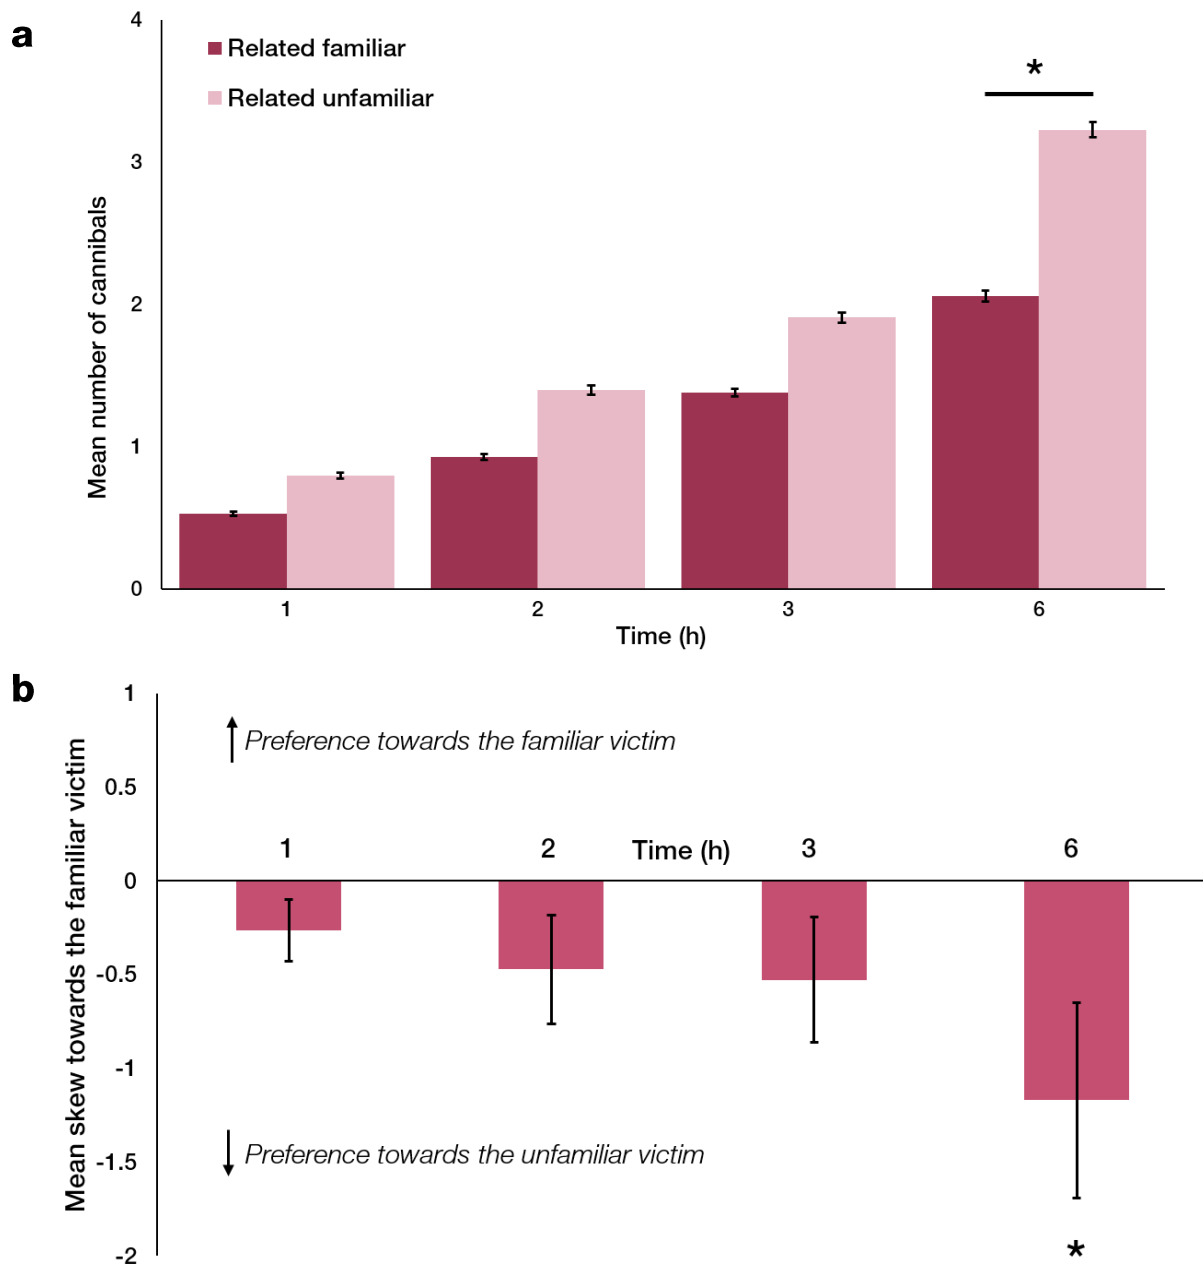 a
4
Related familiar
Related unfamiliar
*
3
2
1
0
Mean number of cannibals
1 2 3 6
Time (h)
b
1
Preference towards the familiar victim
0.5
1 2 Time (h) 3 6
0
-0.5
-1
Preference towards the unfamiliar victim
-1.5
-2
*
Mean skew towards the familiar victim